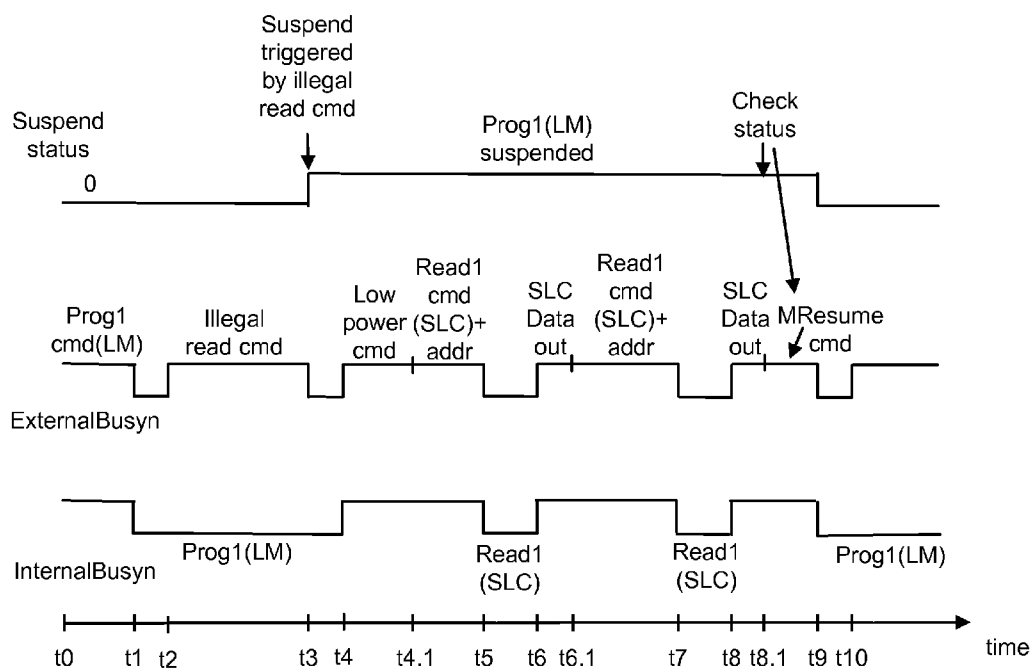 Suspend
triggered
by illegal
read cmd
Suspend
status
0
Prog1(LM)
suspended
Check
status
Prog1
cmd(LM)
Illegal
read cmd
Low
power
cmd
Read1
cmd
(SLC)+
addr
SLC
Data
out
Read1
cmd
(SLC)+
addr
SLC
Data
out
MResume
cmd
ExternalBusyn
Prog1(LM)
Read1
(SLC)
Read1
(SLC)
Prog1(LM)
InternalBusyn
t0 t1 t2 t3 t4 t4.1 t5 t6 t6.1 t7 t8 t8.1 t9 t10 time